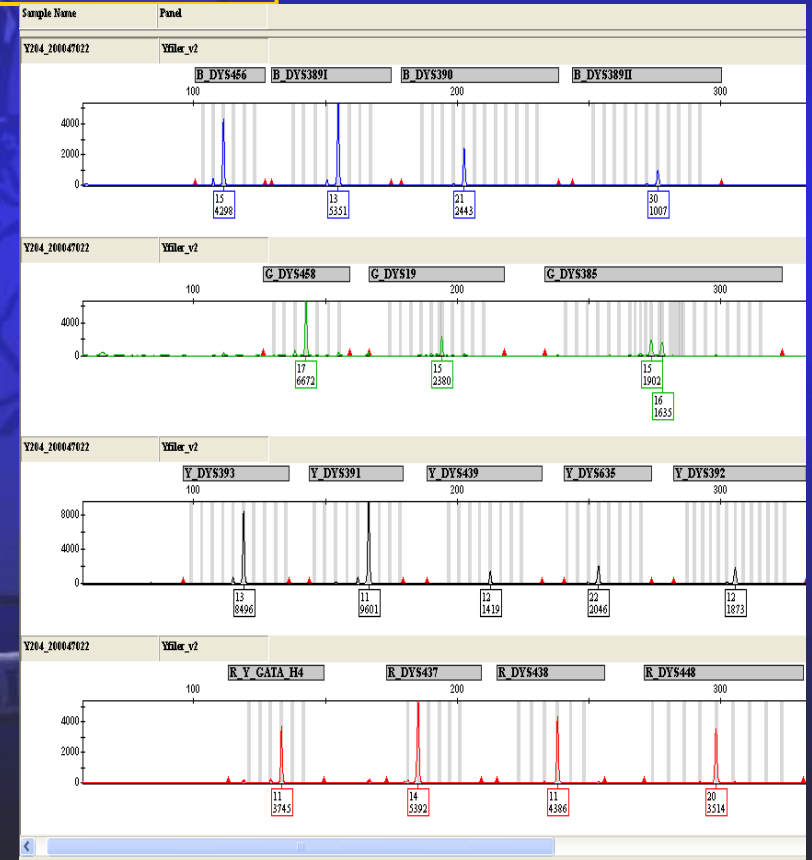 Sample Name Panel
Y204_200047022 Yfiler_v2
B_DYS456 B_DYS389I B_DYS390 B_DYS389II
100 200 300
4000
2000
0
15 13 21 30
4298 5351 2443 1007
Y204_200047022 Yfiler_v2
G_DYS458 G_DYS19 G_DYS385
100 200 300
4000
0
17 15 15
6672 2380 1902
16
1635
Y204_200047022 Yfiler_v2
Y_DYS393 Y_DYS391 Y_DYS439 Y_DYS635 Y_DYS392
100 200 300
8000
4000
0
13 11 12 22 12
8496 9601 1419 2046 1873
Y204_200047022 Yfiler_v2
R_Y_GATA_H4 R_DYS437 R_DYS438 R_DYS448
100 200 300
4000
2000
0
11 14 11 20
3745 5392 4386 3514